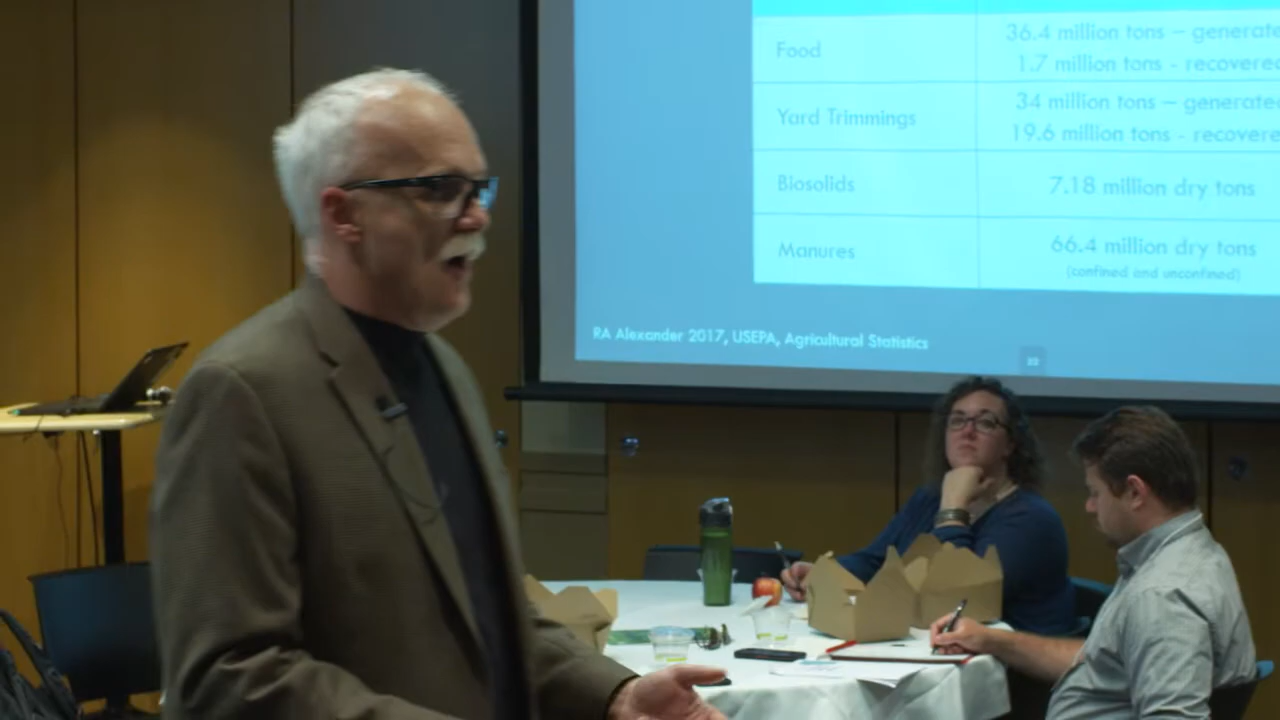 Food
36.4 million tons – generate
1.7 million tons - recovered
Yard Trimmings
34 million tons – generated
19.6 million tons - recovere
Biosolids
7.18 million dry tons
Manures
66.4 million dry tons
(confined and unconfined)
RA Alexander 2017, USEPA, Agricultural Statistics